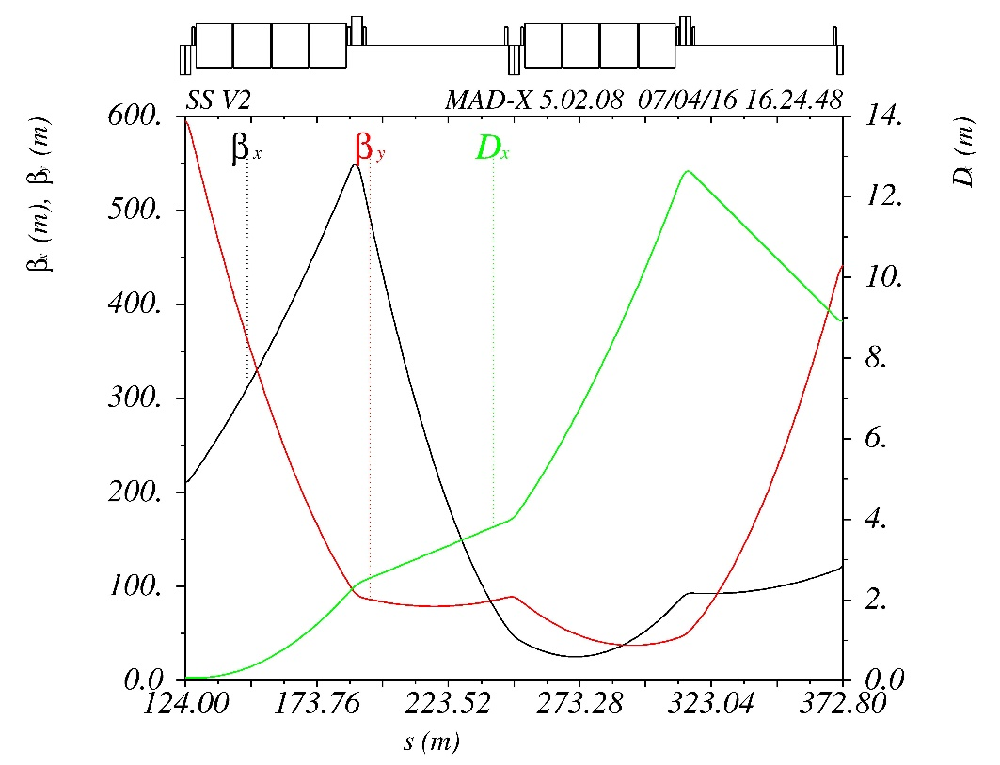 SS V2 MAD-X 5.02.08 07/04/16 16.24.48
600. 14.
βx Βy Dx
12.
500.
10.
400.
8.
300.
6.
200.
4.
100.
2.
0.0 0.0
124.00 173.76 223.52 273.28 323.04 372.80
s (m)
βx (m), βy (m)
Dx (m)